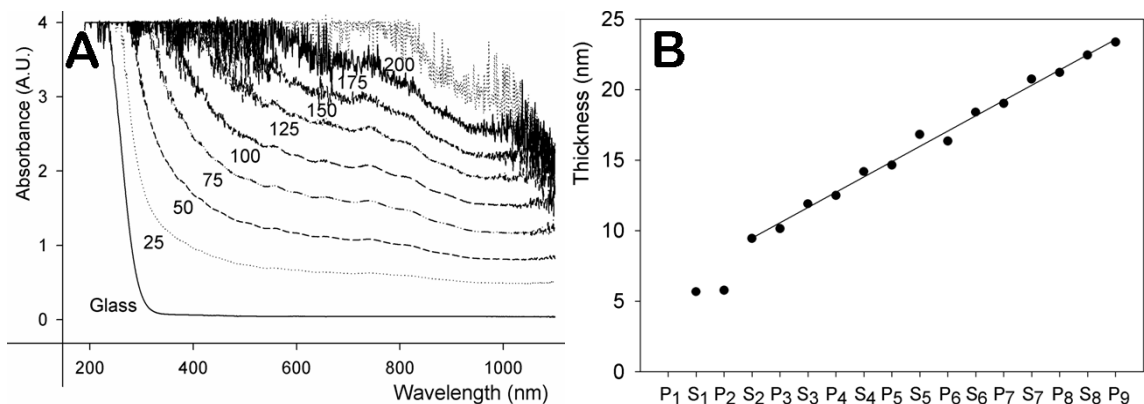 A
Absorbance (A.U.)
4
3
2
1
0
200
175
150
125
100
75
50
25
Glass
200 400 600 800 1000
Wavelength (nm)
B
Thickness (nm)
25
20
15
10
5
0
P1 S1 P2 S2 P3 S3 P4 S4 P5 S5 P6 S6 P7 S7 P8 S8 P9